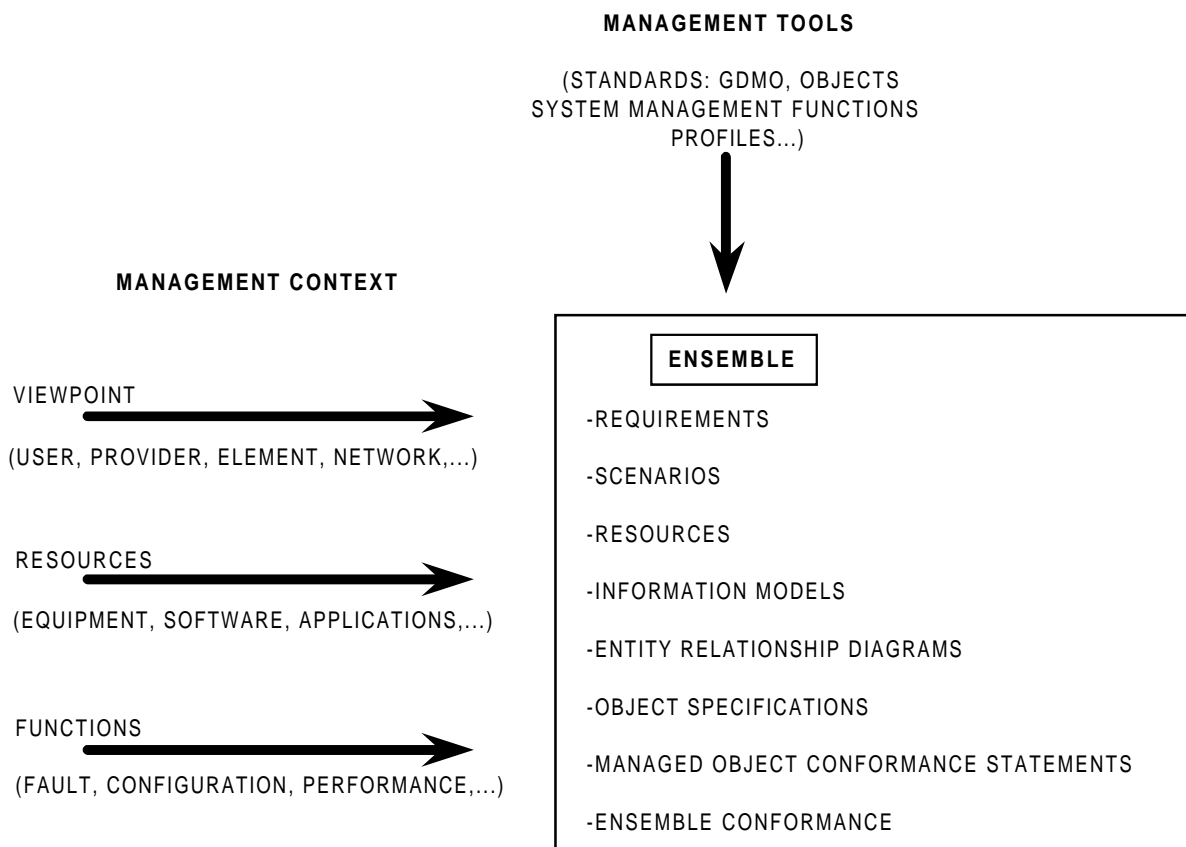 MANAGEMENT TOOLS
(STANDARDS: GDMO, OBJECTS
SYSTEM MANAGEMENT FUNCTIONS
PROFILES...)
MANAGEMENT CONTEXT
VIEWPOINT
(USER, PROVIDER, ELEMENT, NETWORK,...)
RESOURCES
(EQUIPMENT, SOFTWARE, APPLICATIONS,...)
FUNCTIONS
(FAULT, CONFIGURATION, PERFORMANCE,...)
ENSEMBLE
-REQUIREMENTS
-SCENARIOS
-RESOURCES
-INFORMATION MODELS
-ENTITY RELATIONSHIP DIAGRAMS
-OBJECT SPECIFICATIONS
-MANAGED OBJECT CONFORMANCE STATEMENTS
-ENSEMBLE CONFORMANCE